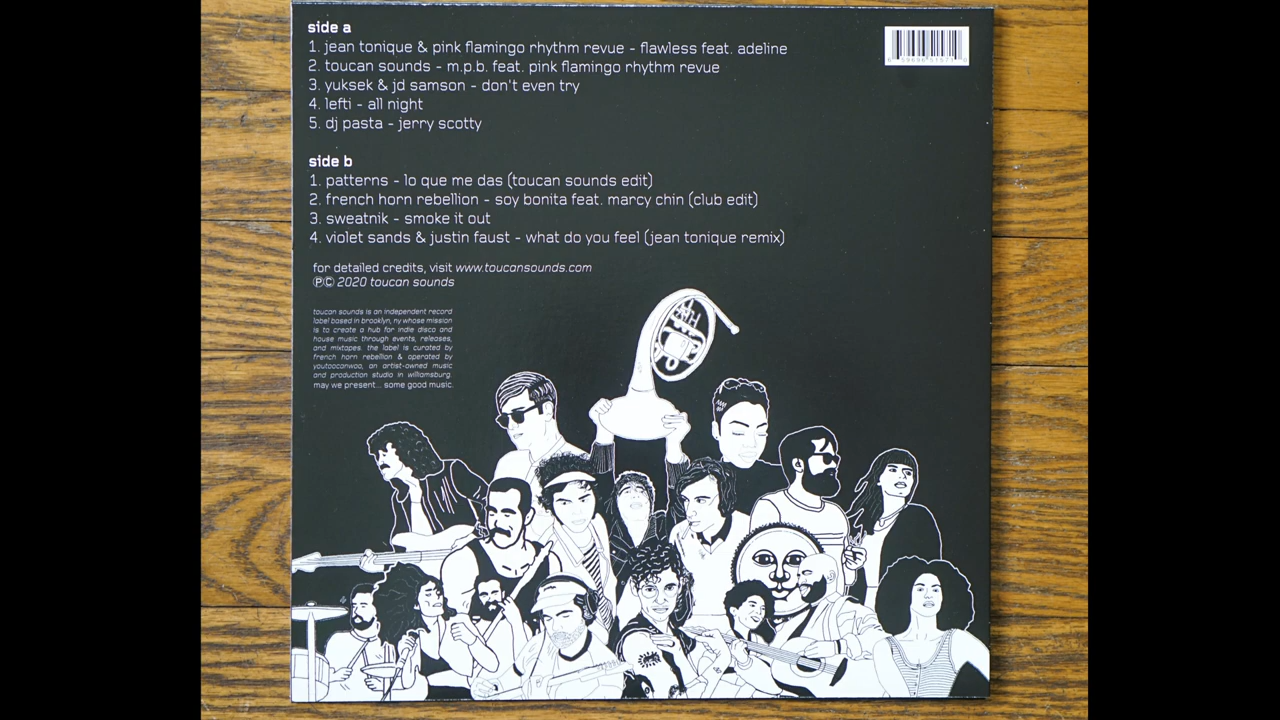 side a
1. jean tonique & pink flamingo rhythm revue - flawless feat. adeline
2. toucan sounds - m.p.b. feat. pink flamingo rhythm revue
3. yuksek & jd samson - don't even try
4. lefti - all night
5. dj pasta - jerry scotty
side b
1. patterns - lo que me das (toucan sounds edit)
2. french horn rebellion - soy bonita feat. marcy chin (club edit)
3. sweatnik - smoke it out
4. violet sands & justin faust - what do you feel (jean tonique remix)
for detailed credits, visit www.toucansounds.com
℗© 2020 toucan sounds
toucan sounds is an independent record
label based in brooklyn, ny whose mission
is to create a hub for indie disco and
house music through events, releases,
and mixtapes. the label is curated by
french horn rebellion & operated by
youtoocanwoo, an artist-owned music
and production studio in williamsburg.
may we present... some good music.